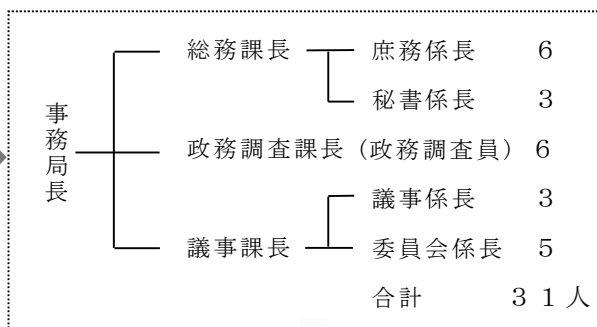 総務課長 庶務係長 6
秘書係長 3
事務局長
政務調査課長 (政務調査員) 6
議事係長 3
議事課長 委員会係長 5
合計 31人